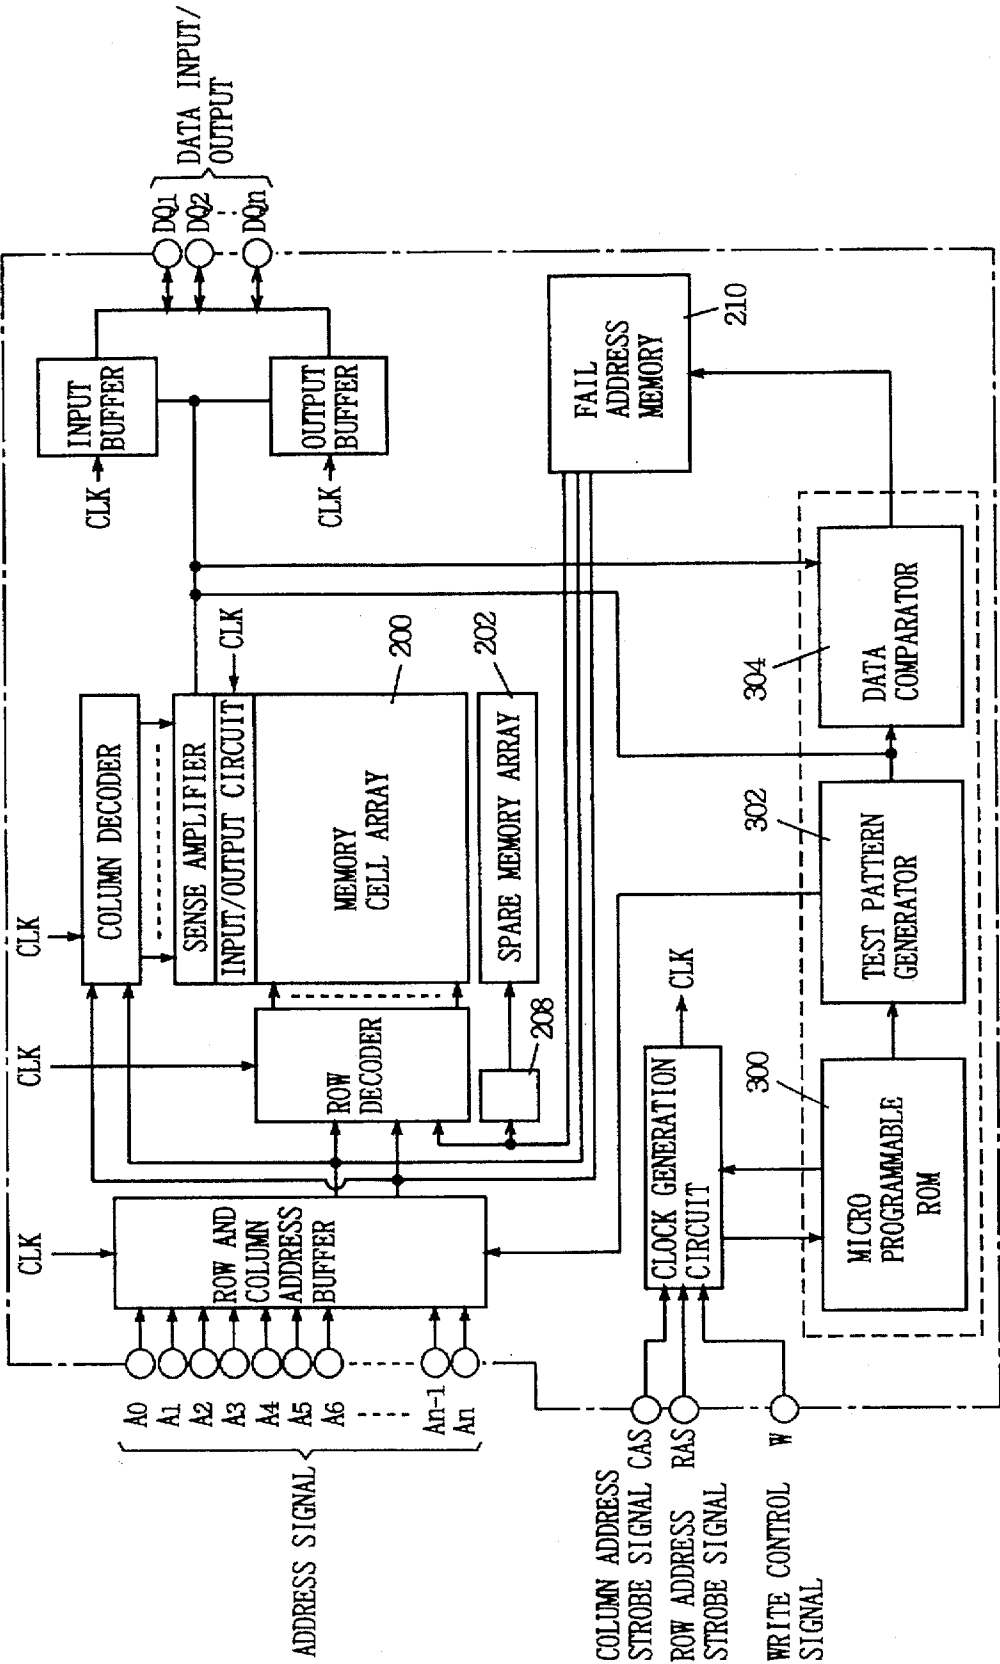 DATA INPUT/
OUTPUT
DQ1
DQ2
DQn
INPUT
BUFFER
OUTPUT
BUFFER
CLK
CLK
FAIL
ADDRESS
MEMORY
210
CLK
COLUMN DECODER
SENSE AMPLIFIER
INPUT/OUTPUT CIRCUIT
CLK
MEMORY
CELL ARRAY
200
SPARE MEMORY ARRAY
202
CLK
ROW
DECODER
208
CLK
ROW AND
COLUMN
ADDRESS
BUFFER
A0
A1
A2
A3
A4
A5
A6
An-1
An
ADDRESS SIGNAL
DATA
COMPARATOR
304
TEST PATTERN
GENERATOR
302
MICRO
PROGRAMMABLE
ROM
300
CLOCK GENERATION
CIRCUIT
CLK
COLUMN ADDRESS
STROBE SIGNAL CAS
ROW ADDRESS RAS
STROBE SIGNAL
WRITE CONTROL W
SIGNAL